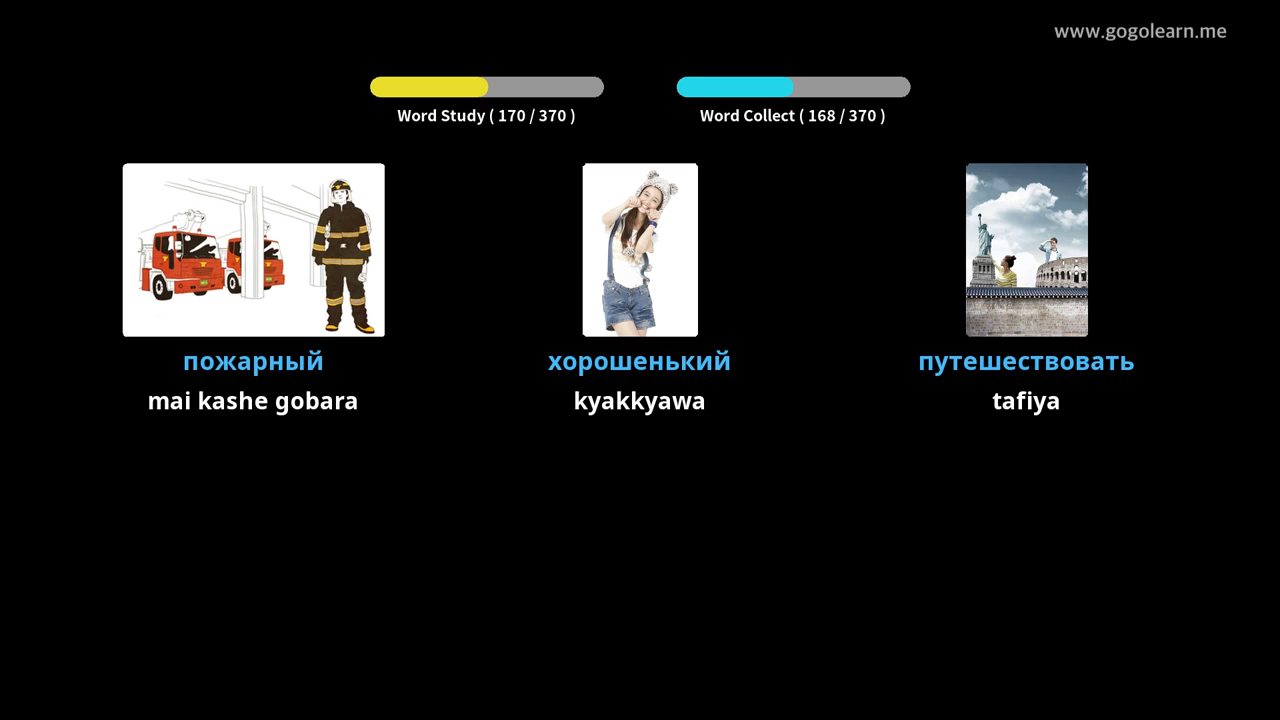 www.gogolearn.me
Word Study ( 170 / 370 )
Word Collect ( 168 / 370 )
пожарный
mai kashe gobara
хорошенький
kyakkyawa
путешествовать
tafiya